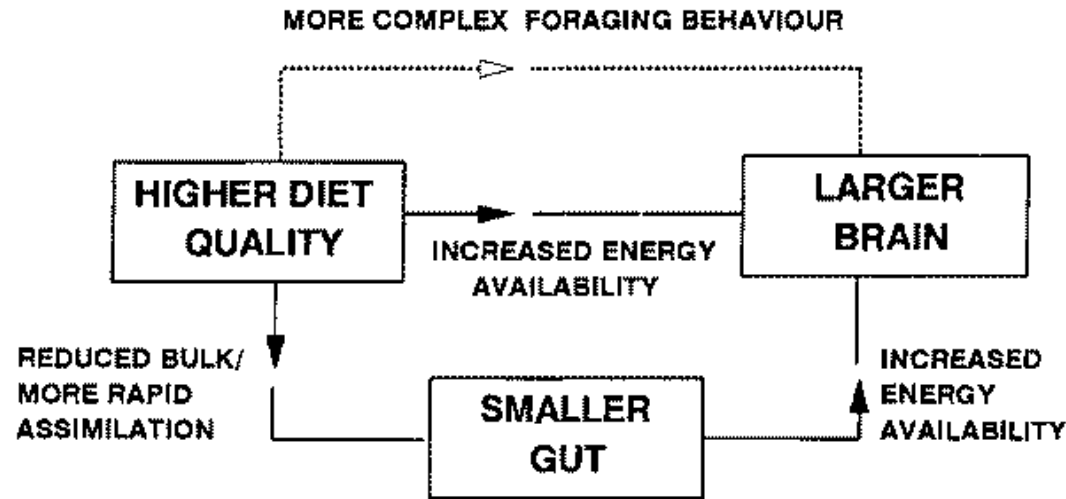 MORE COMPLEX FORAGING BEHAVIOUR
HIGHER DIET
QUALITY
LARGER
BRAIN
INCREASED ENERGY
AVAILABILITY
REDUCED BULK/
MORE RAPID
ASSIMILATION
SMALLER
GUT
INCREASED
ENERGY
AVAILABILITY